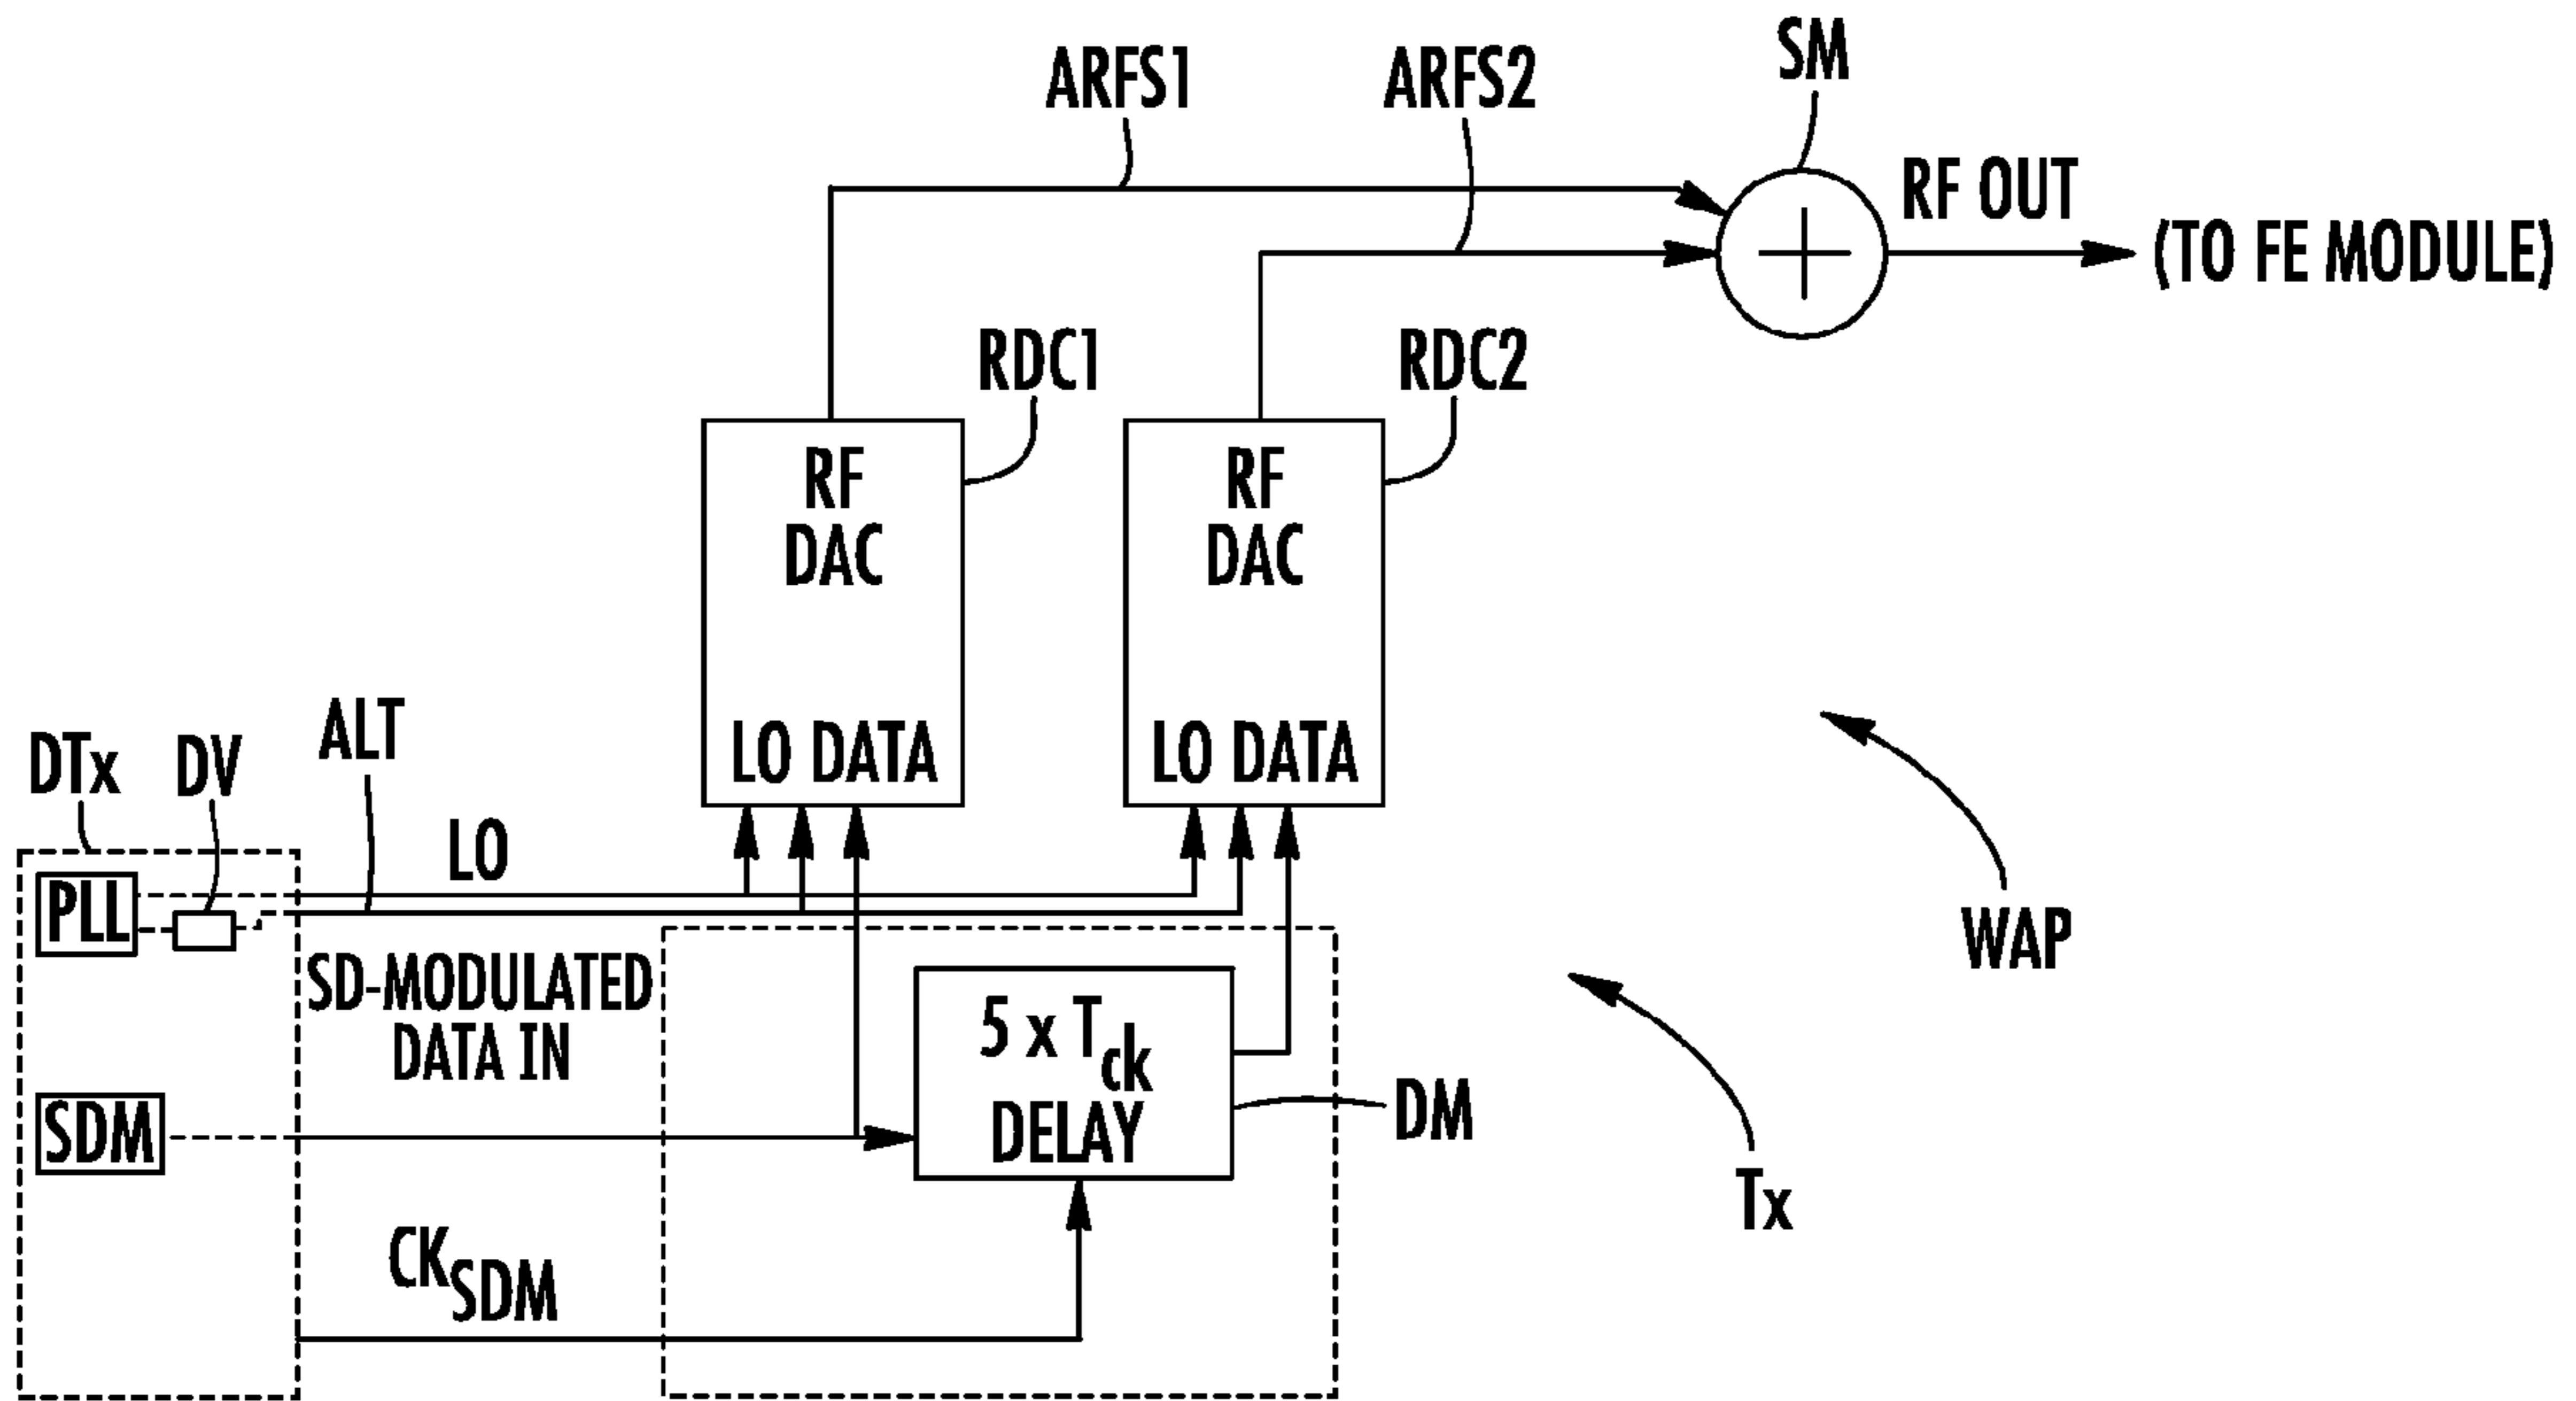 ARFS1
ARFS2
SM
RF OUT
(TO FE MODULE)
RDC1
RDC2
RF
DAC
LO DATA
RF
DAC
LO DATA
DTx
DV
ALT
LO
PLL
SD-MODULATED
DATA IN
SDM
5 x Tck
DELAY
DM
CKSDM
WAP
Tx